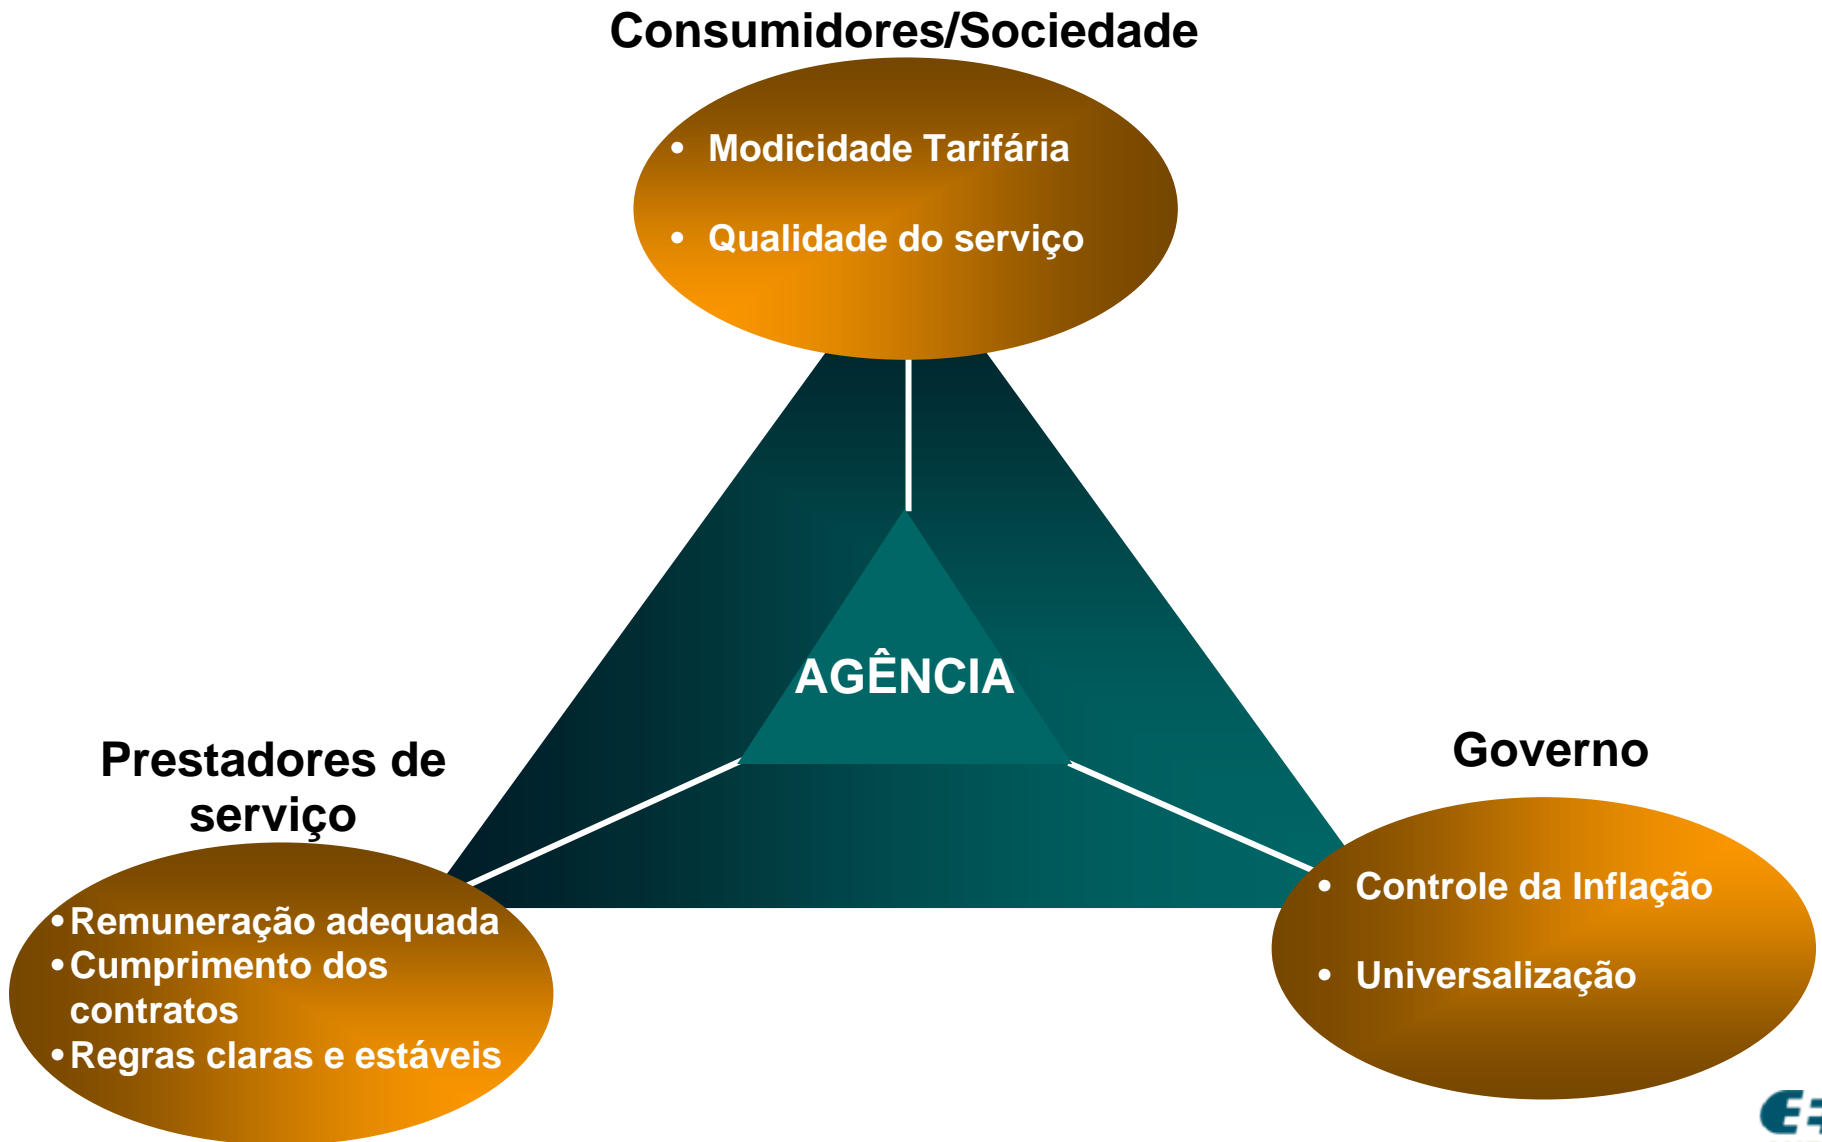 Consumidores/Sociedade
• Modicidade Tarifária
• Qualidade do serviço
AGÊNCIA
Prestadores de
serviço
• Remuneração adequada
• Cumprimento dos
contratos
• Regras claras e estáveis
Governo
• Controle da Inflação
• Universalização